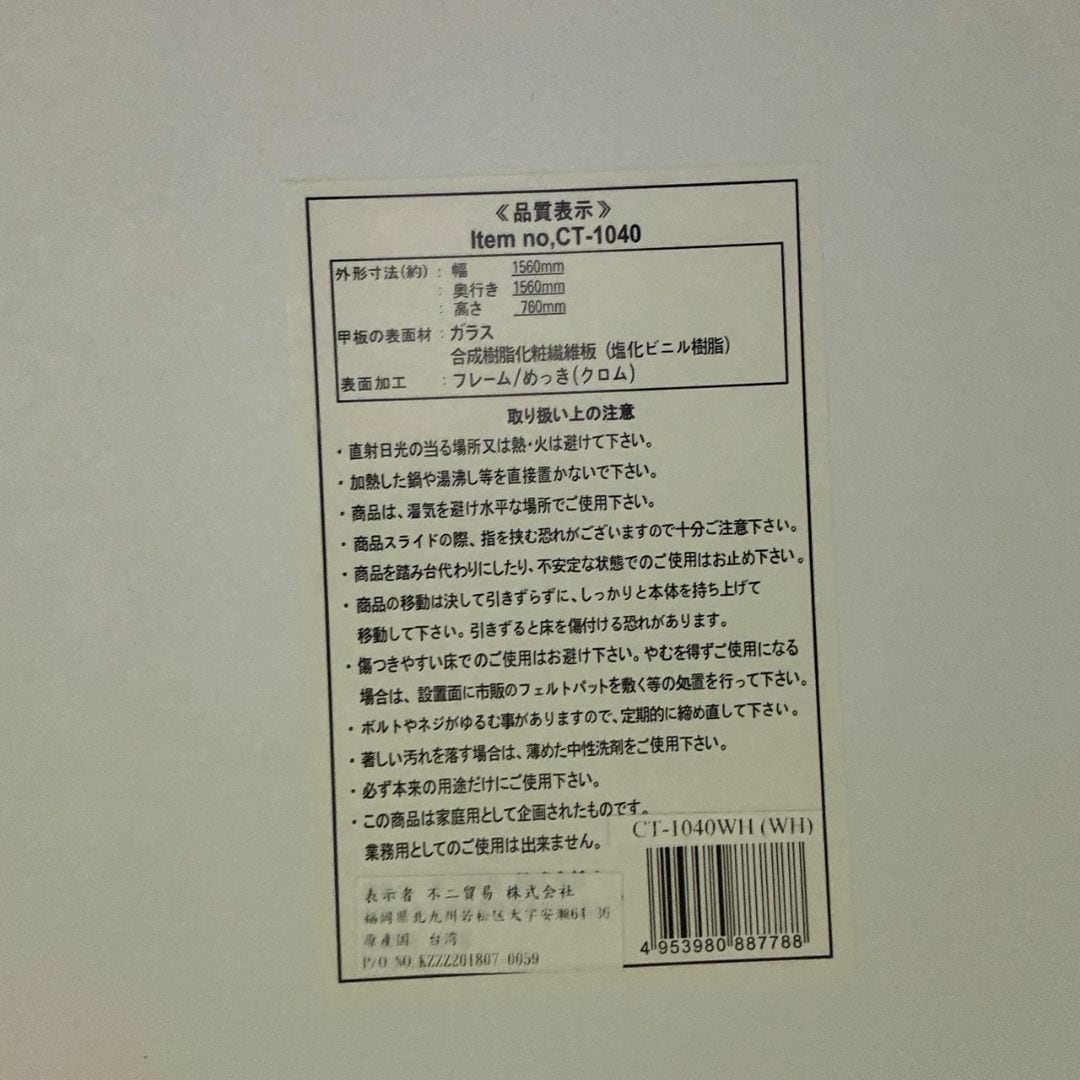 《品質表示》
Item no,CT-1040
外形寸法(約) : 幅 1560mm
: 奥行き 1560mm
: 高さ 760mm
甲板の表面材 : ガラス
合成樹脂化粧繊維板 (塩化ビニル樹脂)
表面加工 : フレーム/めっき(クロム)
取り扱い上の注意
・直射日光の当る場所又は熱・火は避けて下さい。
・加熱した鍋や湯沸し等を直接置かないで下さい。
・商品は、湿気を避け水平な場所でご使用下さい。
・商品スライドの際、指を挟む恐れがございますので十分ご注意下さい。
・商品を踏み台代わりにしたり、不安定な状態でのご使用はお止め下さい。
・商品の移動は決して引きずらずに、しっかりと本体を持ち上げて
移動して下さい。引きずると床を傷付ける恐れがあります。
・傷つきやすい床でのご使用はお避け下さい。やむを得ずご使用になる
場合は、設置面に市販のフェルトパットを敷く等の処置を行って下さい。
・ボルトやネジがゆるむ事がありますので、定期的に締め直して下さい。
・著しい汚れを落す場合は、薄めた中性洗剤をご使用下さい。
・必ず本来の用途だけにご使用下さい。
・この商品は家庭用として企画されたものです。
業務用としてのご使用は出来ません。
CT-1040WH (WH)
4 953980 887788
表示者 不二貿易 株式会社
福岡県北九州若松区大字安瀬64-36
原産国 台湾
P/O NO.KZZZ201807-0059